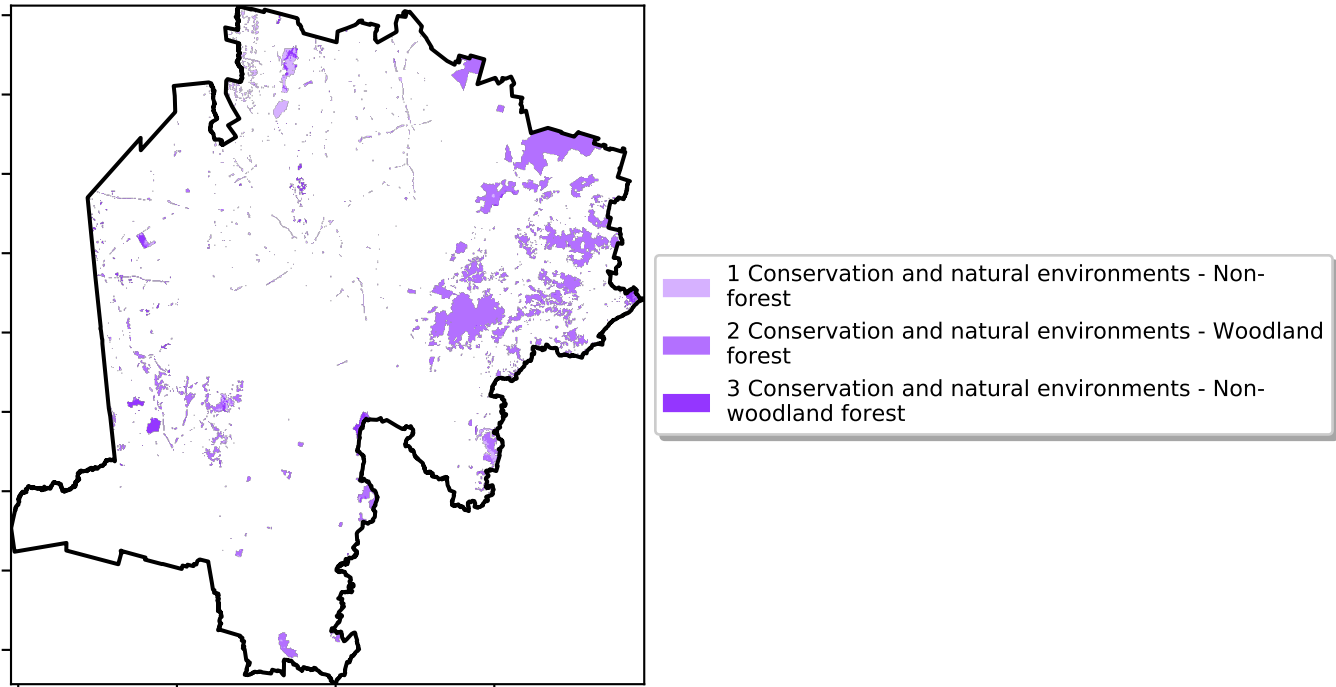 1 Conservation and natural environments - Non-
forest
2 Conservation and natural environments - Woodland
forest
3 Conservation and natural environments - Non-
woodland forest